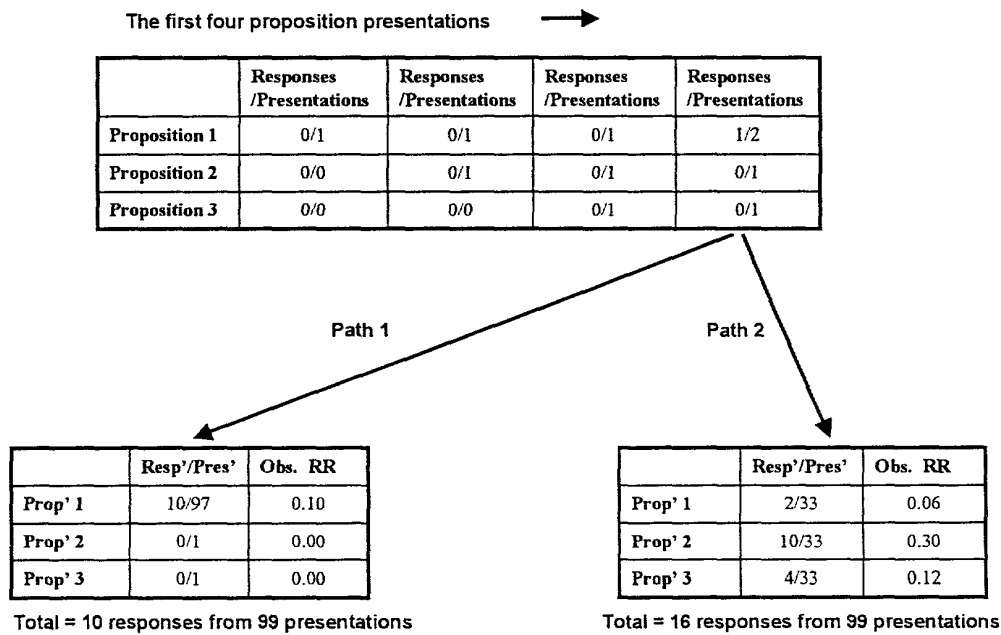 The first four proposition presentations
Responses Responses Responses Responses
/Presentations /Presentations /Presentations /Presentations
Proposition 1 0/1 0/1 0/1 1/2
Proposition 2 0/0 0/1 0/1 0/1
Proposition 3 0/0 0/0 0/1 0/1
Path 1 Path 2
Resp'/Pres' Obs. RR
Prop' 1 10/97 0.10
Prop' 2 0/1 0.00
Prop' 3 0/1 0.00
Total = 10 responses from 99 presentations
Resp'/Pres' Obs. RR
Prop' 1 2/33 0.06
Prop' 2 10/33 0.30
Prop' 3 4/33 0.12
Total = 16 responses from 99 presentations